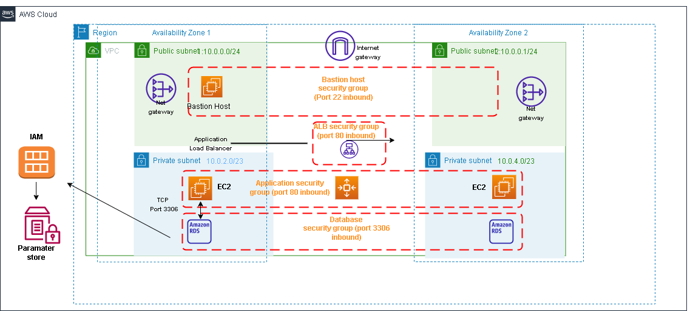 aws
AWS Cloud
Region
Availability Zone 1
Availability Zone 2
VPC
Public subnet 1:10.0.0.0/24
Internet
gateway
Public subnet2:10.0.0.1/24
Bastion host
security group
(Port 22 inbound)
Nat
gateway
Bastion Host
Nat
gateway
Application
Load Balancer
ALB security group
(port 80 inbound)
IAM
Private subnet 10.0.2.0/23
Private subnet 10.0.4.0/23
EC2
Application security
group (port 80 inbound)
EC2
TCP
Port 3306
Amazon
RDS
Database
security group (port 3306
inbound)
Amazon
RDS
Paramater
store